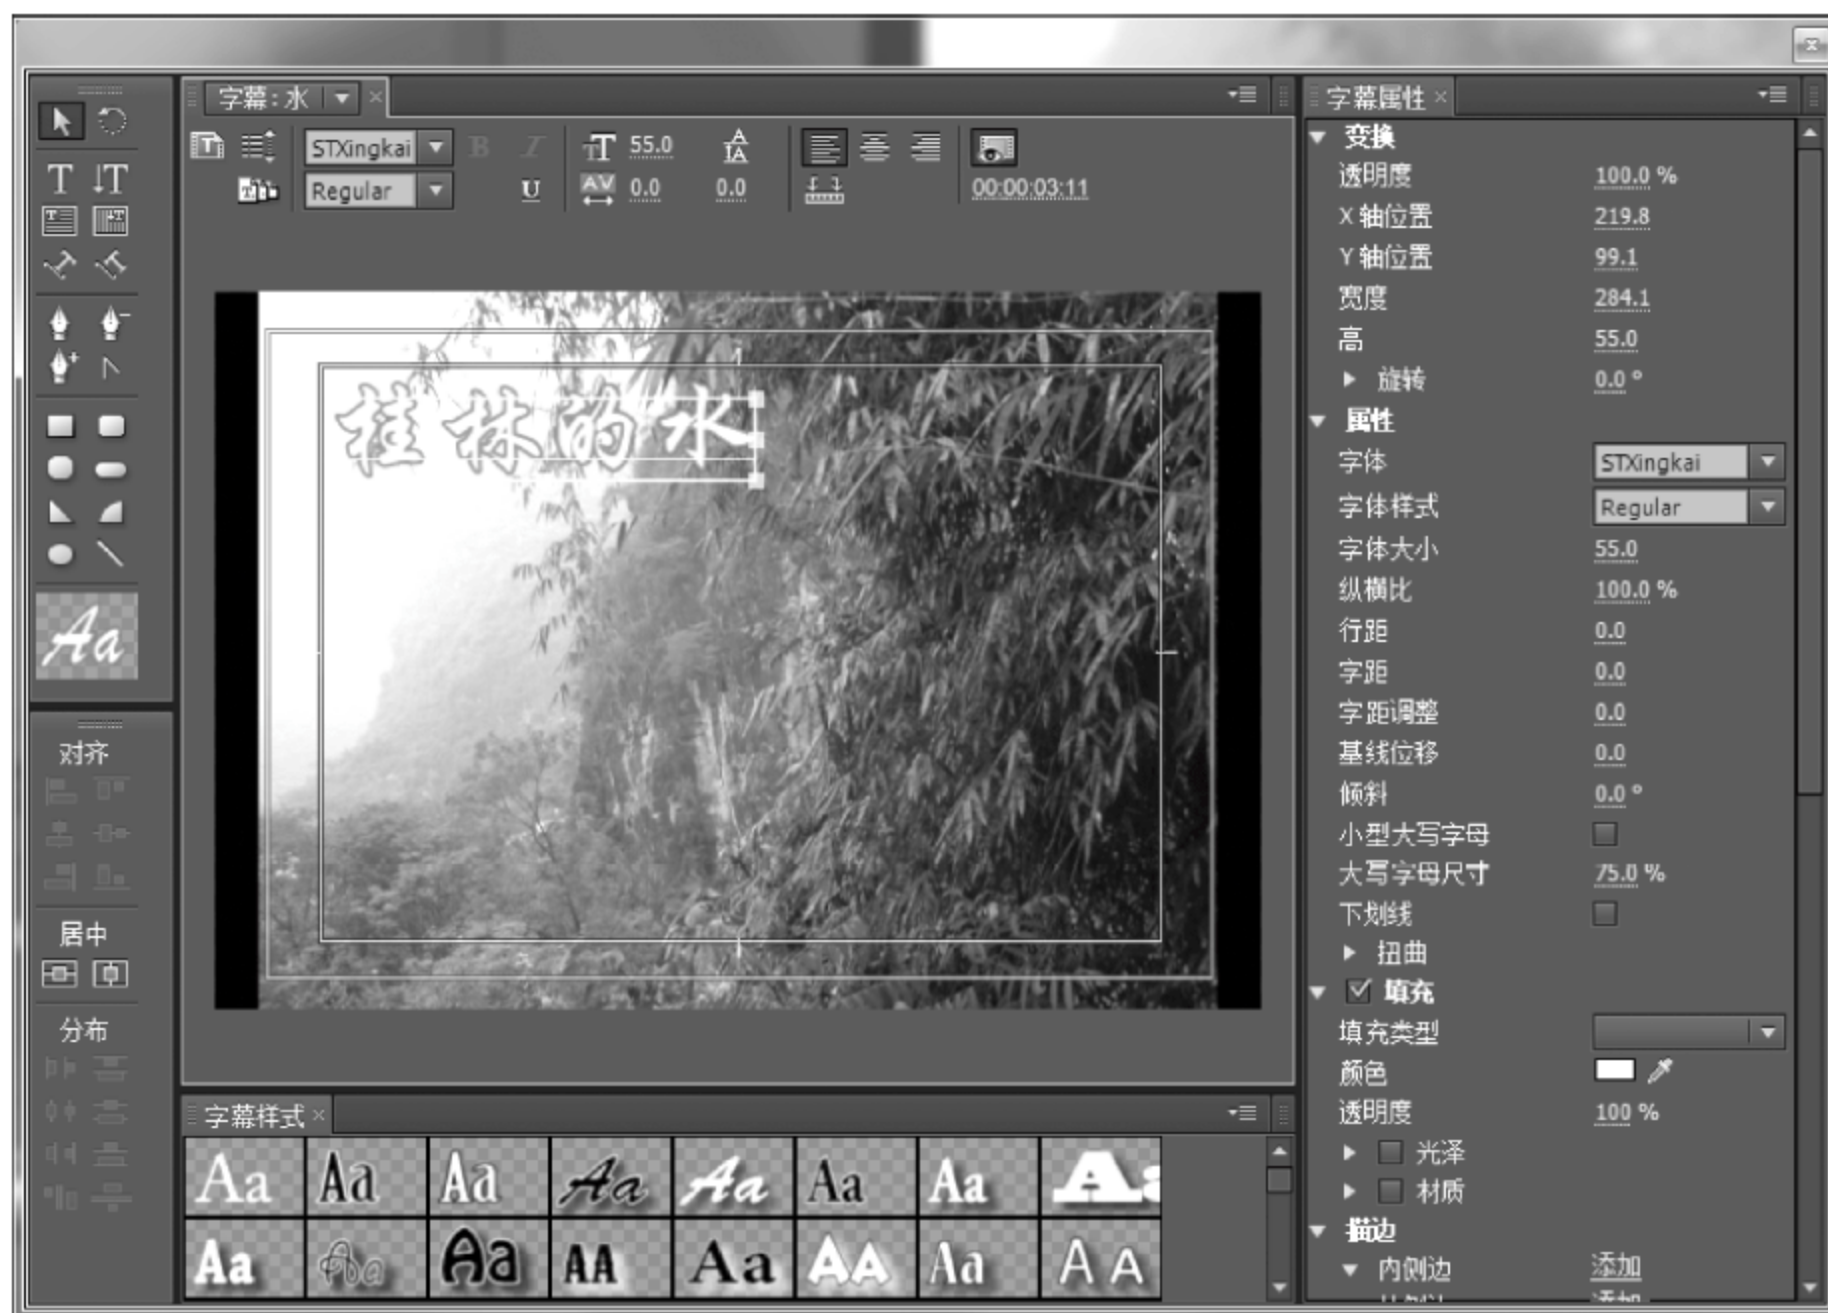 字幕：水
STXingkai
B I
55.0
Regular
U
0.0
0.0
00:00:03:11
桂林的水
对齐
居中
分布
字幕样式
Aa Aa Aa Aa Aa Aa Aa Aa
Aa Aa Aa AA Aa AA Aa AA
字幕属性
变换
透明度 100.0 %
X 轴位置 219.8
Y 轴位置 99.1
宽度 284.1
高 55.0
旋转 0.0 °
属性
字体 STXingkai
字体样式 Regular
字体大小 55.0
纵横比 100.0 %
行距 0.0
字距 0.0
字距调整 0.0
基线位移 0.0
倾斜 0.0 °
小型大写字母
大写字母尺寸 75.0 %
下划线
扭曲
填充
填充类型
颜色
透明度 100 %
光泽
材质
描边
内侧边 添加